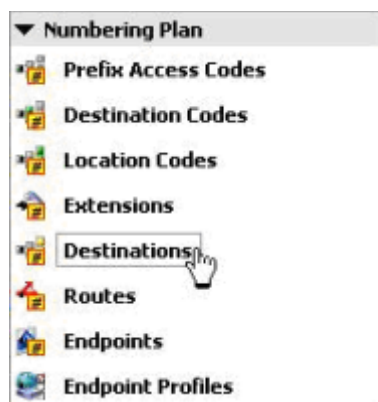 Numbering Plan
Prefix Access Codes
Destination Codes
Location Codes
Extensions
Destinations
Routes
Endpoints
Endpoint Profiles